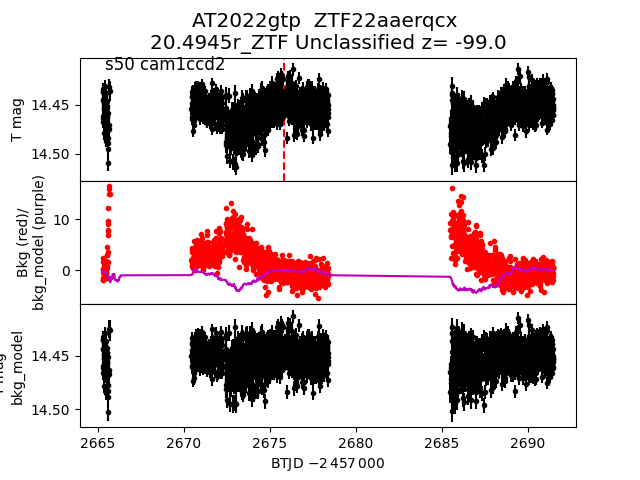 AT2022gtp  ZTF22aaerqcx
20.4945r_ZTF Unclassified z= -99.0
s50 cam1ccd2
T mag
14.45
14.50
Bkg (red)/
bkg_model (purple)
10
0
bkg_model
14.45
14.50
2665
2670
2675
2680
2685
2690
BTJD −2 457 000